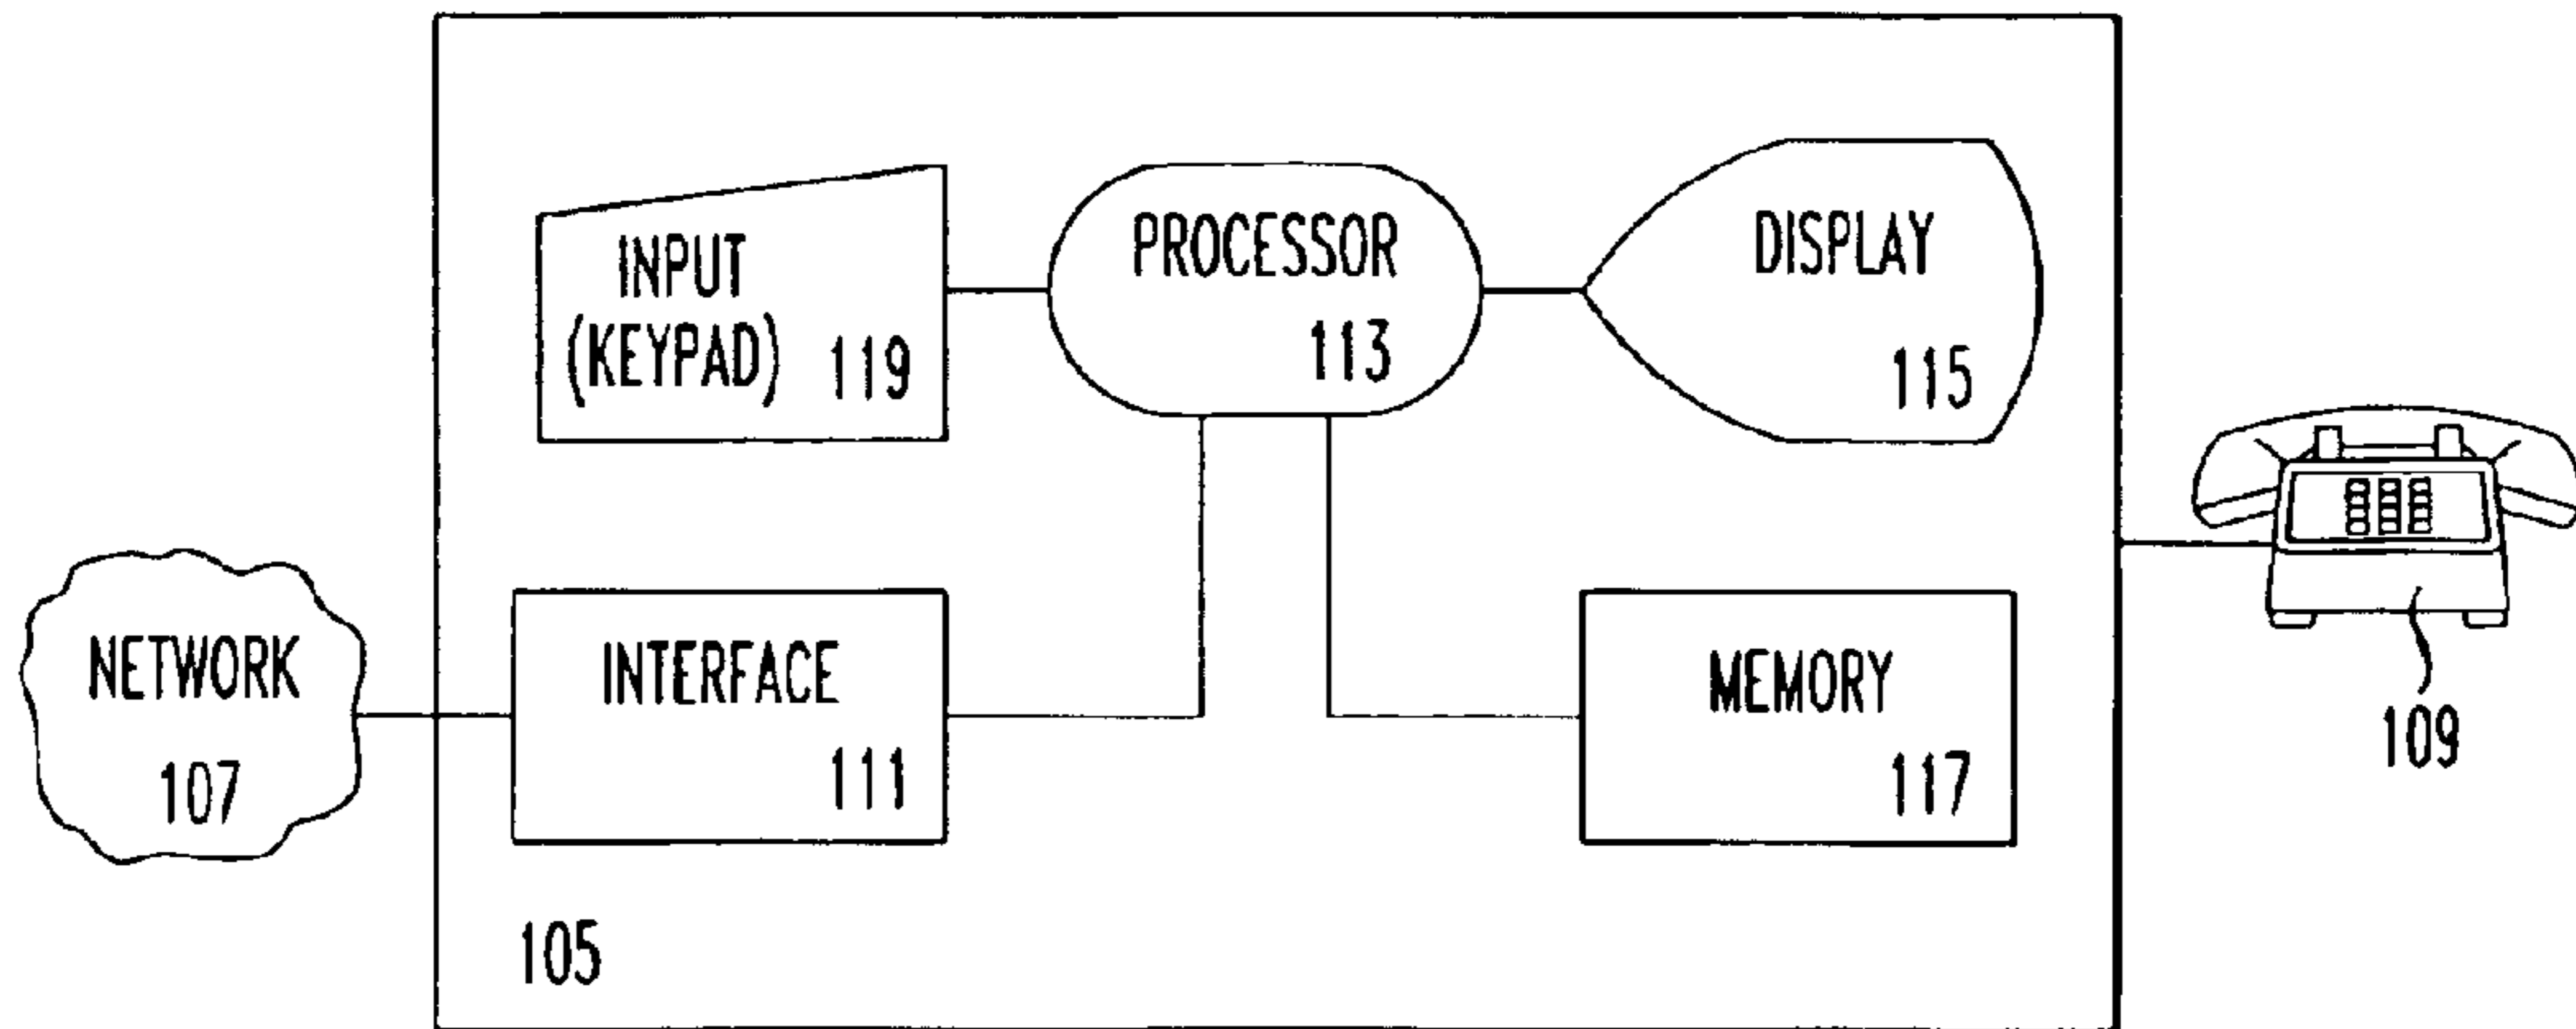 INPUT
(KEYPAD) 119
PROCESSOR
113
DISPLAY
115
NETWORK
107
INTERFACE
111
MEMORY
117
109
105